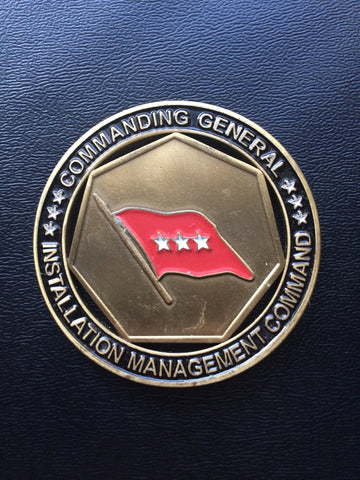 COMMANDING GENERAL
INSTALLATION MANAGEMENT COMMAND